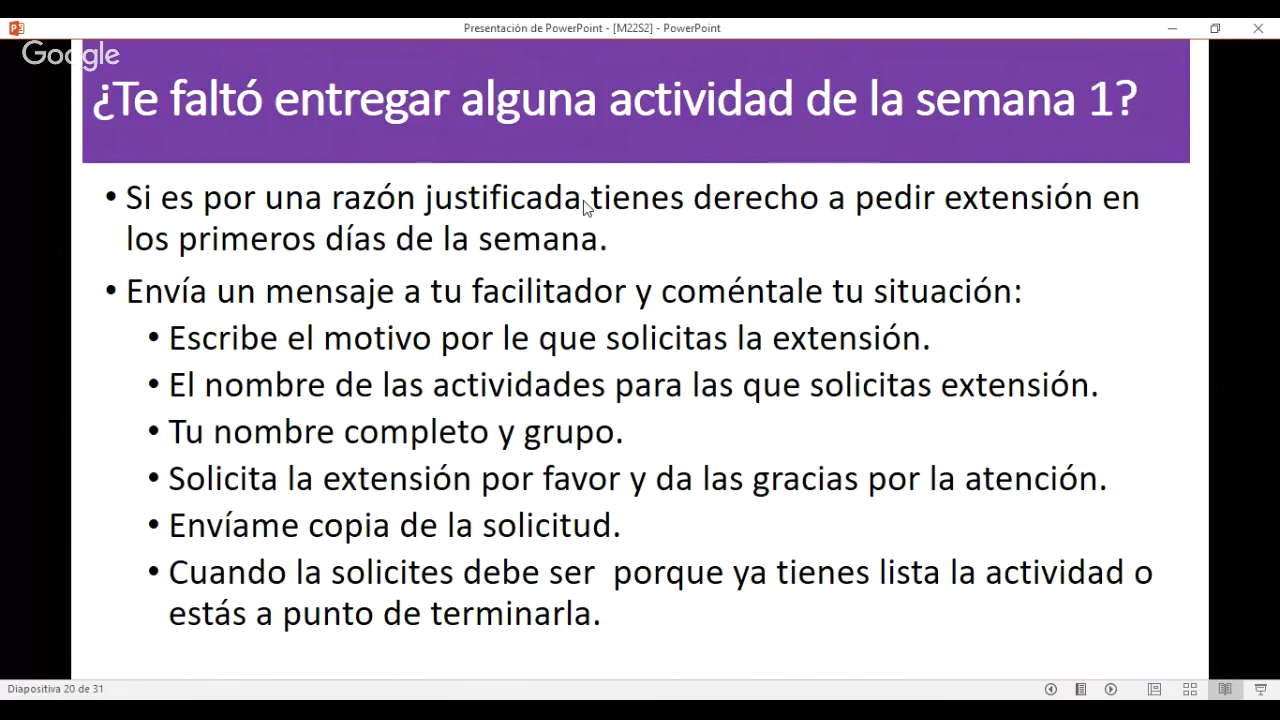 Presentación de PowerPoint - [M22S2] - PowerPoint
Google
¿Te faltó entregar alguna actividad de la semana 1?
• Si es por una razón justificada tienes derecho a pedir extensión en
los primeros días de la semana.
• Envía un mensaje a tu facilitador y coméntale tu situación:
• Escribe el motivo por le que solicitas la extensión.
• El nombre de las actividades para las que solicitas extensión.
• Tu nombre completo y grupo.
• Solicita la extensión por favor y da las gracias por la atención.
• Envíame copia de la solicitud.
• Cuando la solicites debe ser  porque ya tienes lista la actividad o
estás a punto de terminarla.
Diapositiva 20 de 31